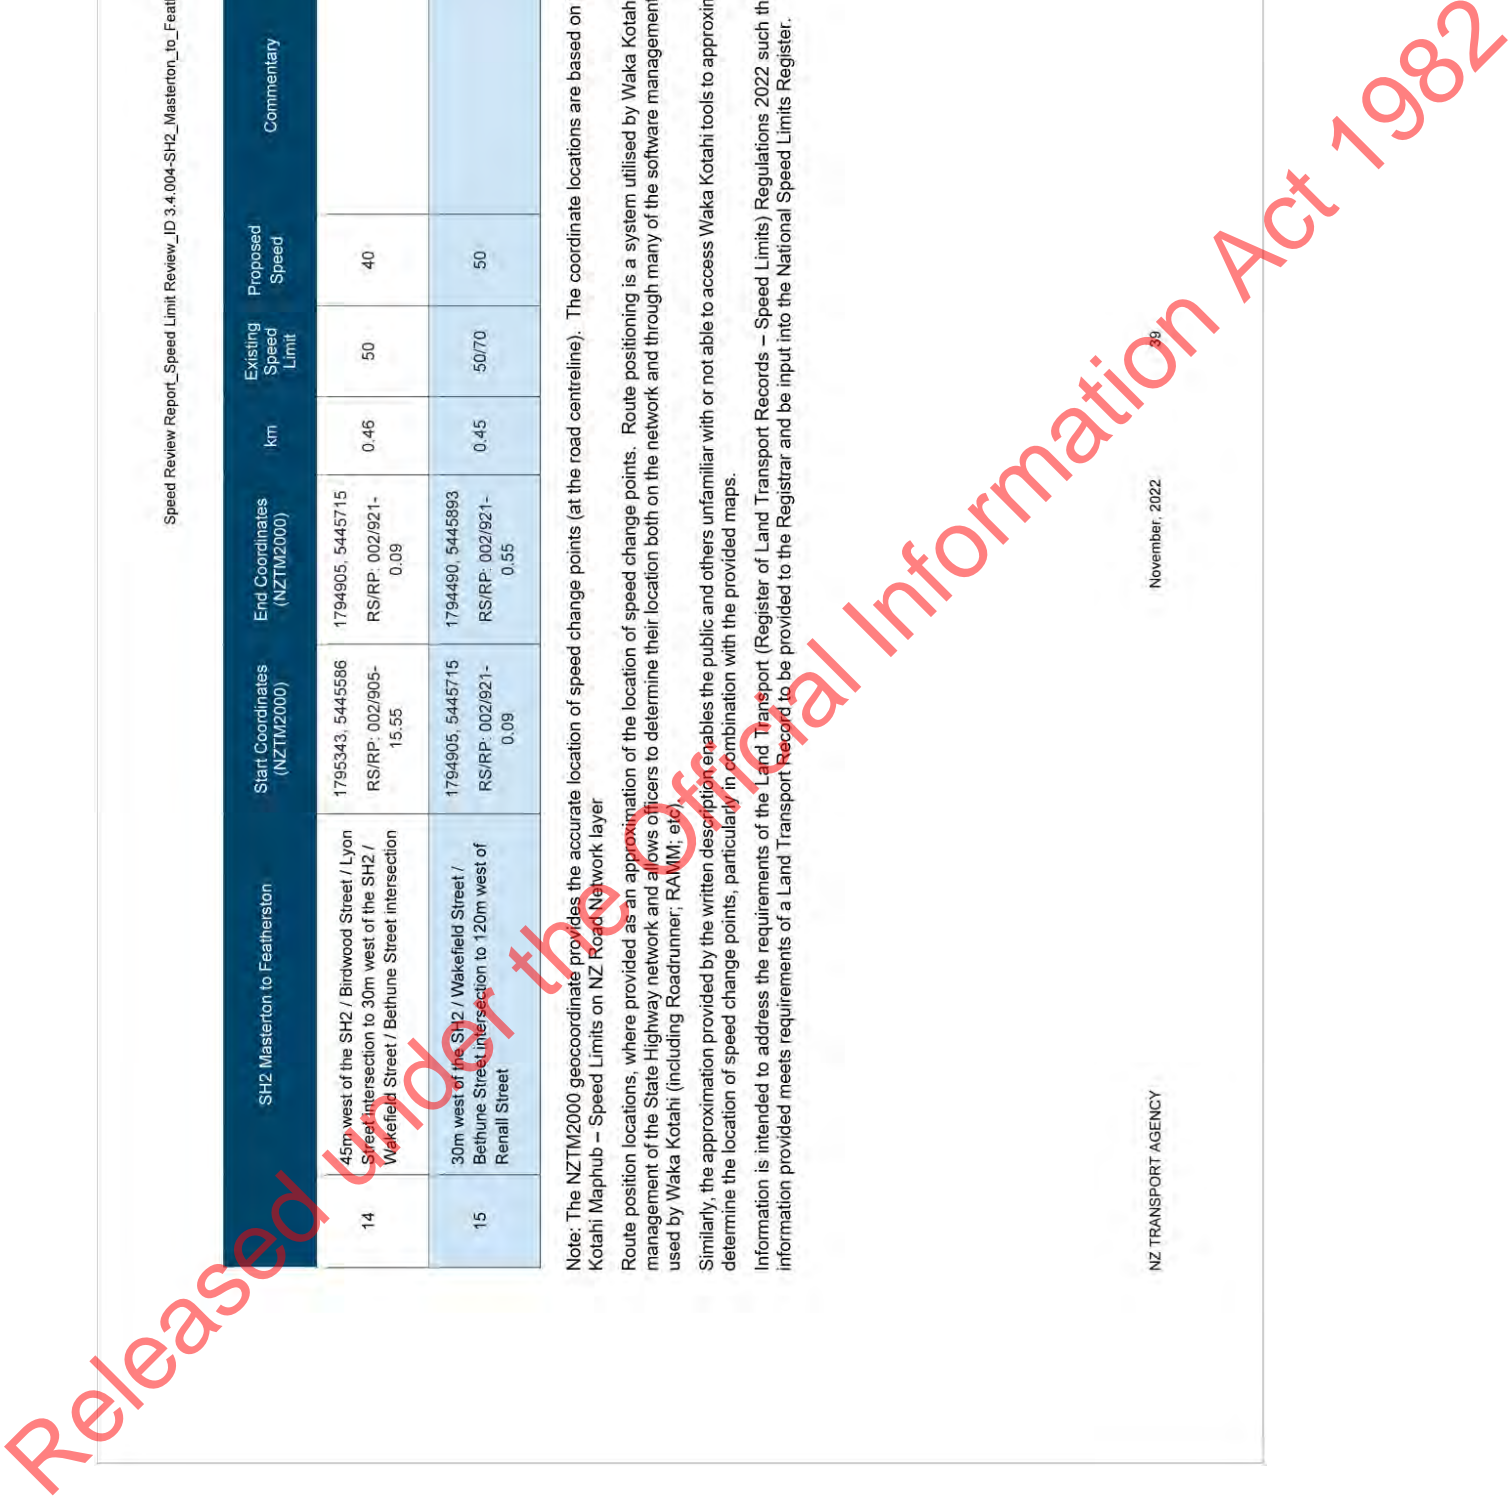 Speed Review Report_Speed Limit Review_ID 3.4.004-SH2_Masterton_to_Feat
SH2 Masterton to Featherston
Start Coordinates
(NZTM2000)
End Coordinates
(NZTM2000)
km
Existing
Speed
Limit
Proposed
Speed
Commentary
14
45m west of the SH2 / Birdwood Street / Lyon
Street intersection to 30m west of the SH2 /
Wakefield Street / Bethune Street intersection
1795343, 5445586
RS/RP: 002/905-
15.55
1794905, 5445715
RS/RP: 002/921-
0.09
0.46
50
40
15
30m west of the SH2 / Wakefield Street /
Bethune Street intersection to 120m west of
Renall Street
1794905, 5445715
RS/RP: 002/921-
0.09
1794490, 5445893
RS/RP: 002/921-
0.55
0.45
50/70
50
Note: The NZTM2000 geocoordinate provides the accurate location of speed change points (at the road centreline). The coordinate locations are based on
Kotahi Maphub – Speed Limits on NZ Road Network layer
Route position locations, where provided as an approximation of the location of speed change points. Route positioning is a system utilised by Waka Kotah
management of the State Highway network and allows officers to determine their location both on the network and through many of the software management
used by Waka Kotahi (including Roadrunner; RAMM; etc).
Similarly, the approximation provided by the written description enables the public and others unfamiliar with or not able to access Waka Kotahi tools to approxin
determine the location of speed change points, particularly in combination with the provided maps.
Information is intended to address the requirements of the Land Transport (Register of Land Transport Records – Speed Limits) Regulations 2022 such th
information provided meets requirements of a Land Transport Record to be provided to the Registrar and be input into the National Speed Limits Register.
NZ TRANSPORT AGENCY
November, 2022
39
Released under the Official Information Act 1982